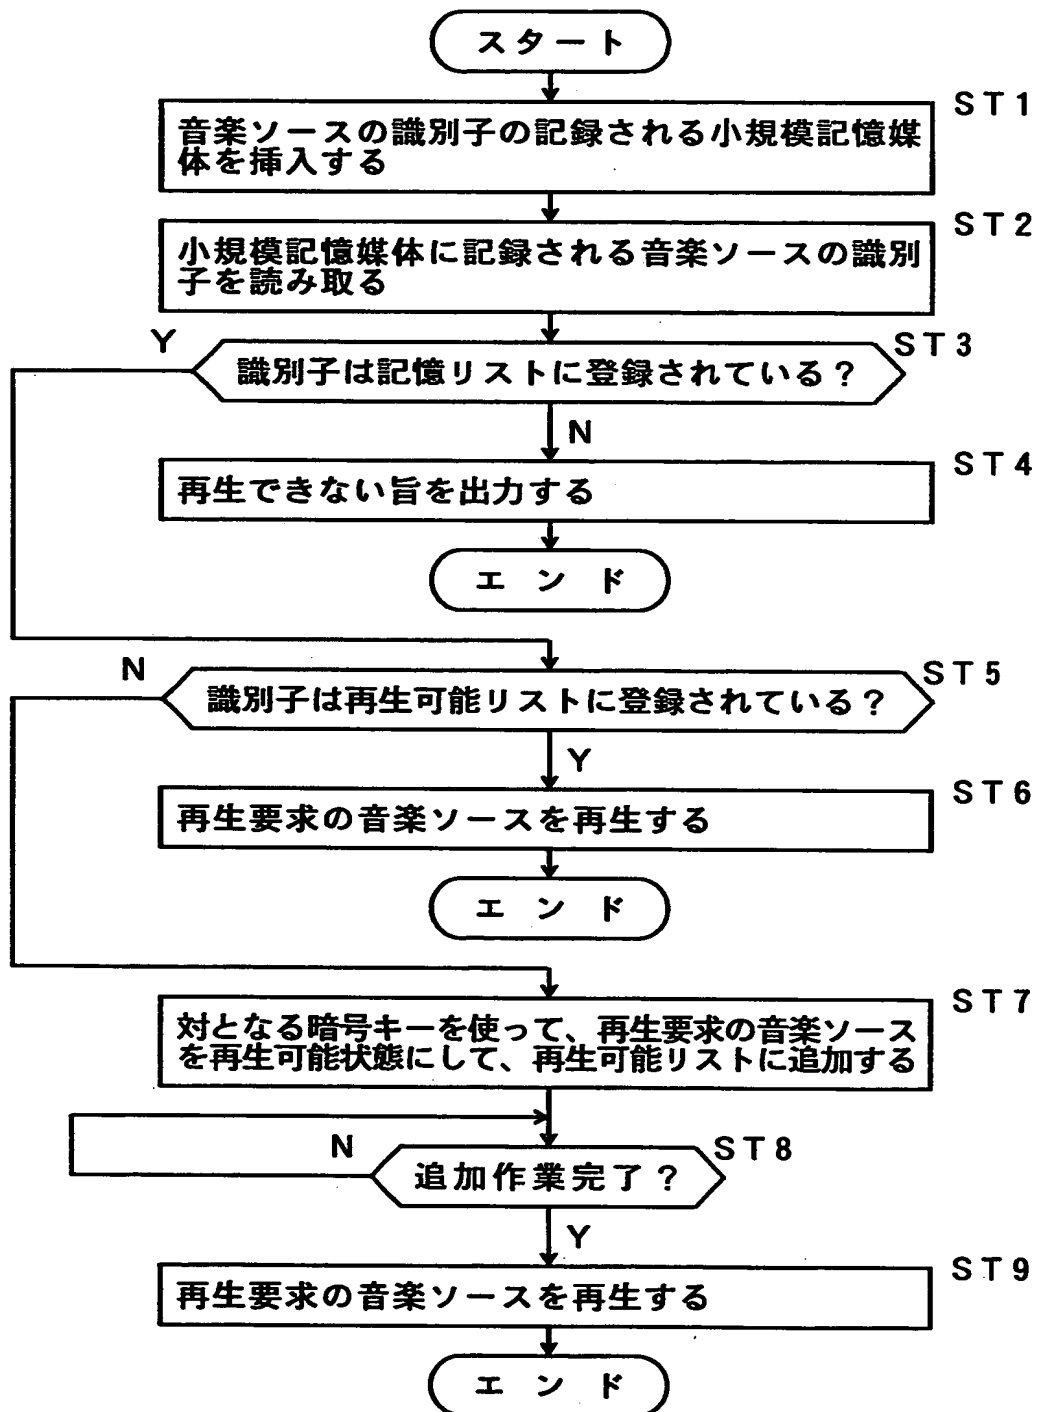 スタート
ST1
音楽ソースの識別子の記録される小規模記憶媒
体を挿入する
ST2
小規模記憶媒体に記録される音楽ソースの識別
子を読み取る
Y
ST3
識別子は記憶リストに登録されている?
N
ST4
再生できない旨を出力する
エンド
N
ST5
識別子は再生可能リストに登録されている?
Y
ST6
再生要求の音楽ソースを再生する
エンド
ST7
対となる暗号キーを使って、再生要求の音楽ソース
を再生可能状態にして、再生可能リストに追加する
N
ST8
追加作業完了?
Y
ST9
再生要求の音楽ソースを再生する
エンド